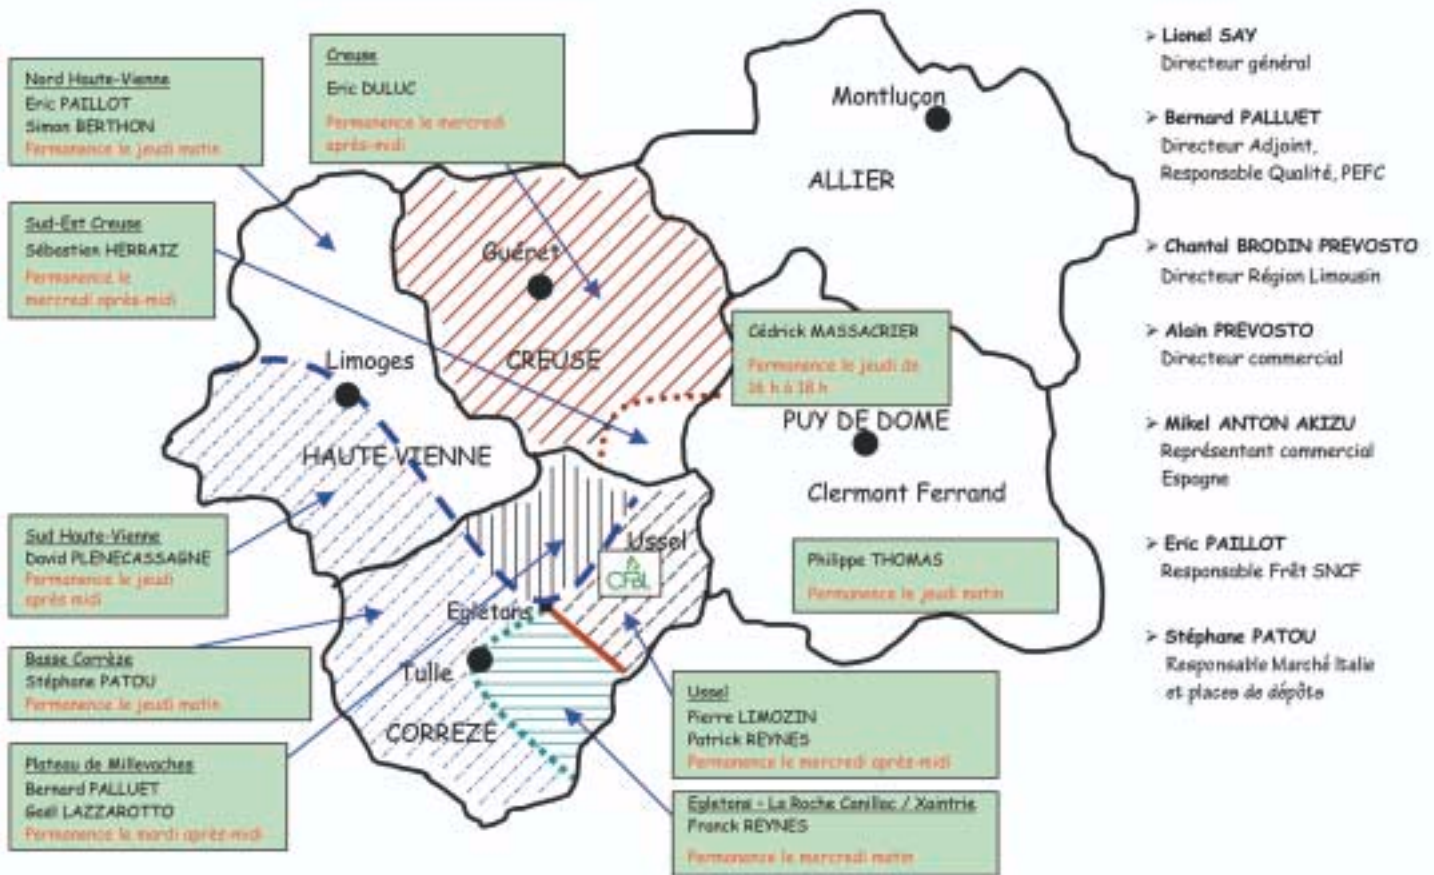 Nord Haute-Vienne
Eric PAILLOT
Simon BERTHON
Permanence le jeudi matin
Creuse
Eric DULUC
Permanence le mercredi
après-midi
Sud-Est Creuse
Sébastien HERRAIZ
Permanence le
mercredi après-midi
Montluçon
ALLIER
Guéret
CREUSE
Limoges
HAUTE VIENNE
Cédrick MASSACRIER
Permanence le jeudi de
16 h à 18 h
PUY DE DOME
Clermont Ferrand
Philippe THOMAS
Permanence le jeudi matin
Sud Haute-Vienne
David PLENECASSAGNE
Permanence le jeudi
après midi
Ussel
CFBL
Egletons
Tulle
CORREZE
Basse Corrèze
Stéphane PATOU
Permanence le jeudi matin
Plateau de Millevaches
Bernard PALLUET
Gaël LAZZAROTTO
Permanence le mardi après-midi
Ussel
Pierre LIMOZIN
Patrick REYNES
Permanence le mercredi après-midi
Egletons - La Roche Canillac / Xaintrie
Franck REYNES
Permanence le mercredi matin
➢ Lionel SAY
Directeur général
➢ Bernard PALLUET
Directeur Adjoint,
Responsable Qualité, PEFC
➢ Chantal BRODIN PREVOSTO
Directeur Région Limousin
➢ Alain PREVOSTO
Directeur commercial
➢ Mikel ANTON AKIZU
Représentant commercial
Espagne
➢ Eric PAILLOT
Responsable Frêt SNCF
➢ Stéphane PATOU
Responsable Marché Italie
et places de dépôts